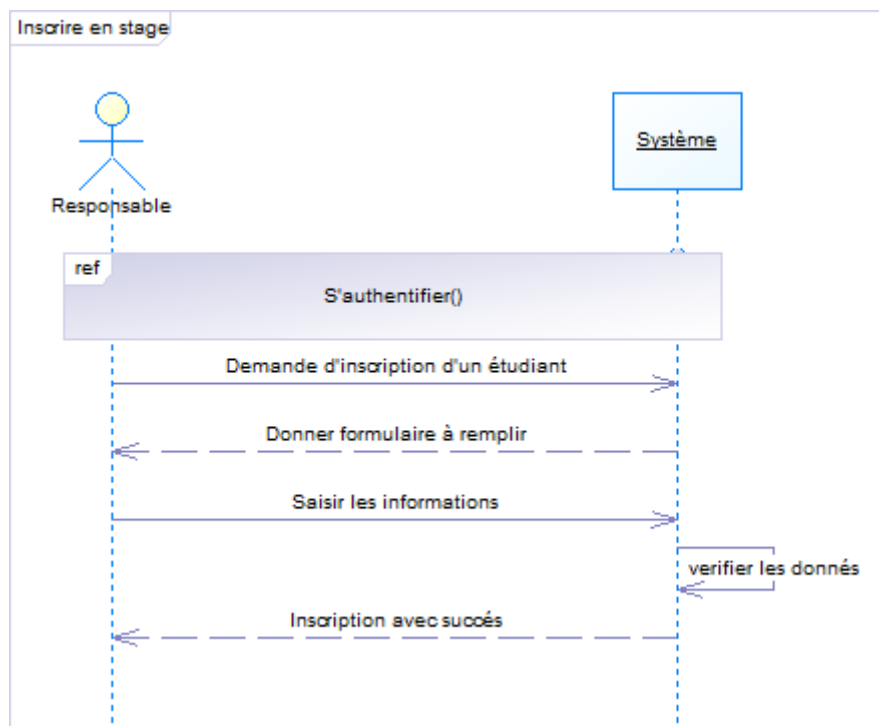 Inscrire en stage
Système
Responsable
ref
S'authentifier()
Demande d'inscription d'un étudiant
Donner formulaire à remplir
Saisir les informations
verifier les donnés
Inscription avec succés